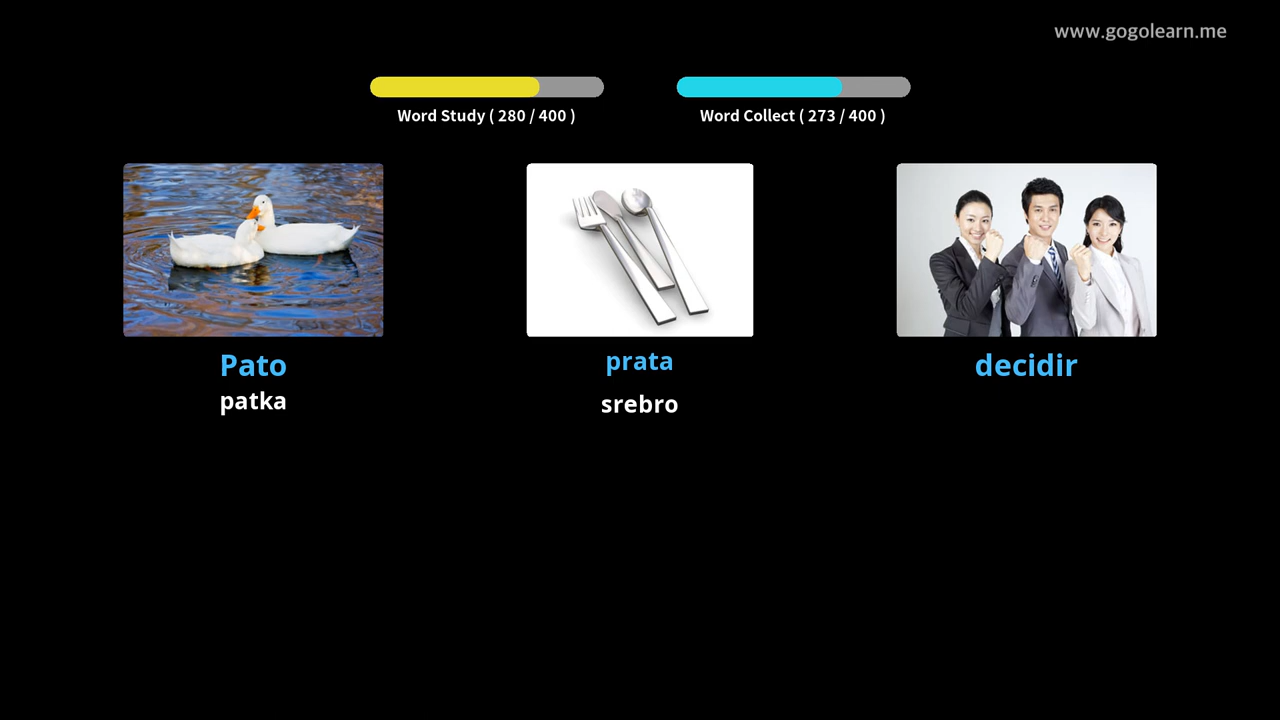 www.gogolearn.me
Word Study ( 280 / 400 )
Word Collect ( 273 / 400 )
Pato
patka
prata
srebro
decidir